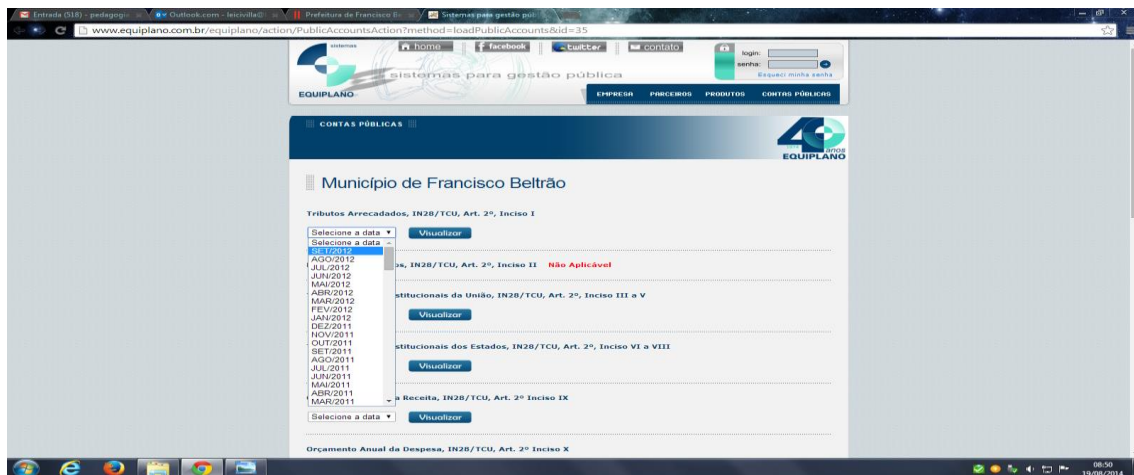 Entrada (518) - pedagogi
Outlook.com - leicivilla@
Prefeitura de Francisco Be
Sistemas para gestão púb
www.equiplano.com.br/equiplano/action/PublicAccountsAction?method=loadPublicAccounts&id=35
sistemas
home
facebook
twitter
contato
login:
senha:
Esqueci minha senha
sistemas para gestão pública
EQUIPLANO
EMPRESA PARCEIROS PRODUTOS CONTAS PÚBLICAS
CONTAS PÚBLICAS
40 anos
EQUIPLANO
Município de Francisco Beltrão
Tributos Arrecadados, IN28/TCU, Art. 2º, Inciso I
Selecione a data Visualizar
Selecione a data
SET/2012
AGO/2012
os, IN28/TCU, Art. 2º, Inciso II Não Aplicável
JUL/2012
JUN/2012
MAI/2012
ABR/2012
stitucionais da União, IN28/TCU, Art. 2º, Inciso III a V
MAR/2012
FEV/2012
Visualizar
JAN/2012
DEZ/2011
NOV/2011
OUT/2011
stitucionais dos Estados, IN28/TCU, Art. 2º, Inciso VI a VIII
SET/2011
AGO/2011
JUL/2011
Visualizar
JUN/2011
MAI/2011
ABR/2011
a Receita, IN28/TCU, Art. 2º Inciso IX
MAR/2011
Selecione a data Visualizar
Orçamento Anual da Despesa, IN28/TCU, Art. 2º Inciso X
08:50
19/08/2014